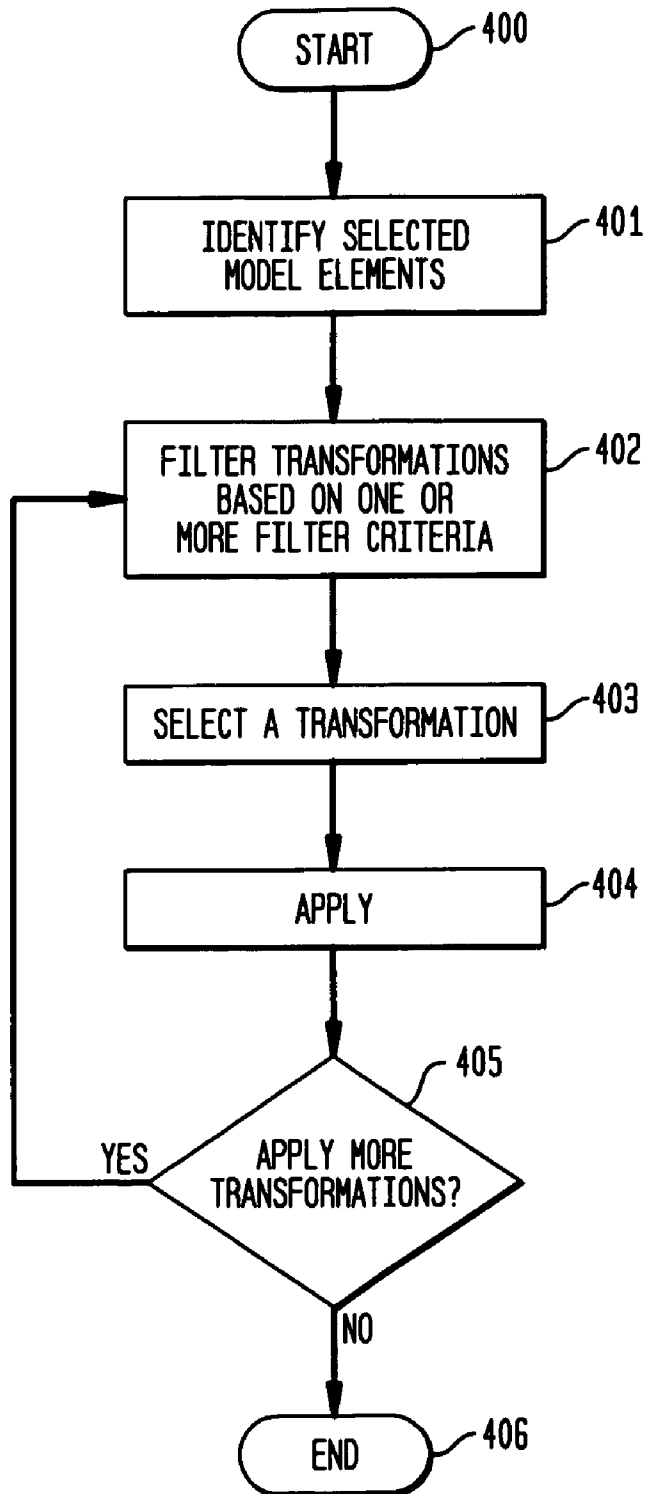 START
400
IDENTIFY SELECTED
MODEL ELEMENTS
401
FILTER TRANSFORMATIONS
BASED ON ONE OR
MORE FILTER CRITERIA
402
SELECT A TRANSFORMATION
403
APPLY
404
405
APPLY MORE
TRANSFORMATIONS?
YES
NO
END
406